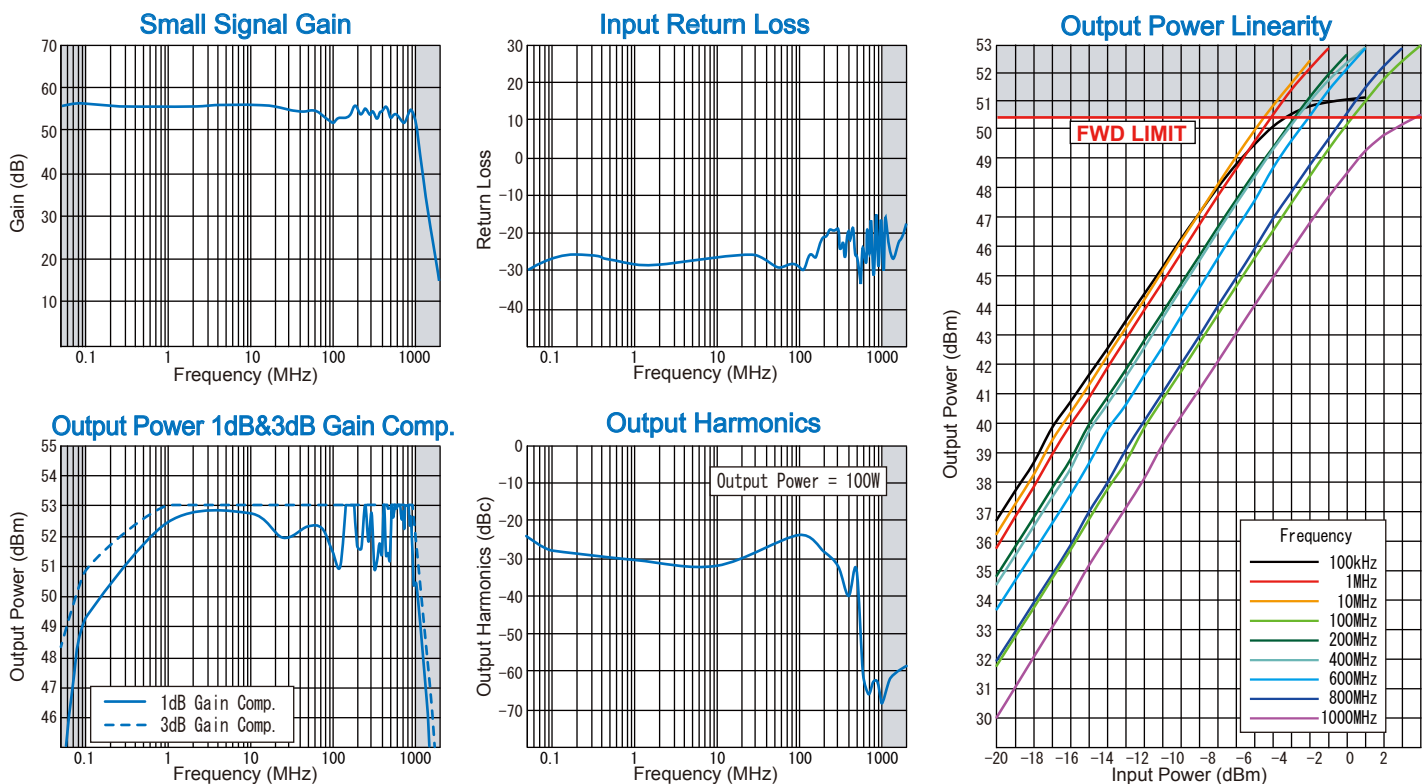 Small Signal Gain
Gain (dB)
70
60
50
40
30
20
10
0.1 1 10 100 1000
Frequency (MHz)
Input Return Loss
Return Loss
30
20
10
0
−10
−20
−30
−40
0.1 1 10 100 1000
Frequency (MHz)
Output Power 1dB&3dB Gain Comp.
Output Power (dBm)
55
54
53
52
51
50
49
48
47
46
1dB Gain Comp.
3dB Gain Comp.
0.1 1 10 100 1000
Frequency (MHz)
Output Harmonics
Output Harmonics (dBc)
0
−10
−20
−30
−40
−50
−60
−70
Output Power = 100W
0.1 1 10 100 1000
Frequency (MHz)
Output Power Linearity
Output Power (dBm)
53
52
51
50
49
48
47
46
45
44
43
42
41
40
39
38
37
36
35
34
33
32
31
30
FWD LIMIT
Frequency
100kHz
1MHz
10MHz
100MHz
200MHz
400MHz
600MHz
800MHz
1000MHz
−20 −18 −16 −14 −12 −10 −8 −6 −4 −2 0 2
Input Power (dBm)